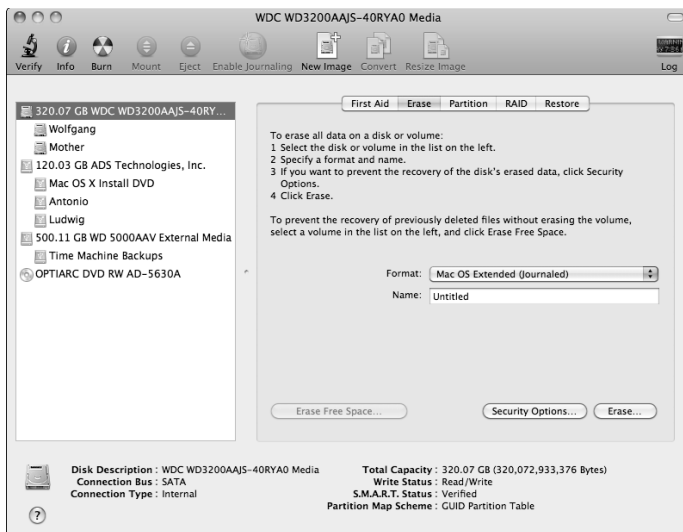 WDC WD3200AAJS-40RYA0 Media
Verify Info Burn Mount Eject Enable Journaling New Image Convert Resize Image Log
First Aid Erase Partition RAID Restore
320.07 GB WDC WD3200AAJS-40RY...
Wolfgang
Mother
120.03 GB ADS Technologies, Inc.
Mac OS X Install DVD
Antonio
Ludwig
500.11 GB WD 5000AAV External Media
Time Machine Backups
OPTIARC DVD RW AD-5630A
To erase all data on a disk or volume:
1 Select the disk or volume in the list on the left.
2 Specify a format and name.
3 If you want to prevent the recovery of the disk's erased data, click Security
Options.
4 Click Erase.
To prevent the recovery of previously deleted files without erasing the volume,
select a volume in the list on the left, and click Erase Free Space.
Format: Mac OS Extended (Journaled)
Name: Untitled
Erase Free Space... Security Options... Erase...
Disk Description : WDC WD3200AAJS-40RYA0 Media
Connection Bus : SATA
Connection Type : Internal
Total Capacity : 320.07 GB (320,072,933,376 Bytes)
Write Status : Read/Write
S.M.A.R.T. Status : Verified
Partition Map Scheme : GUID Partition Table
?